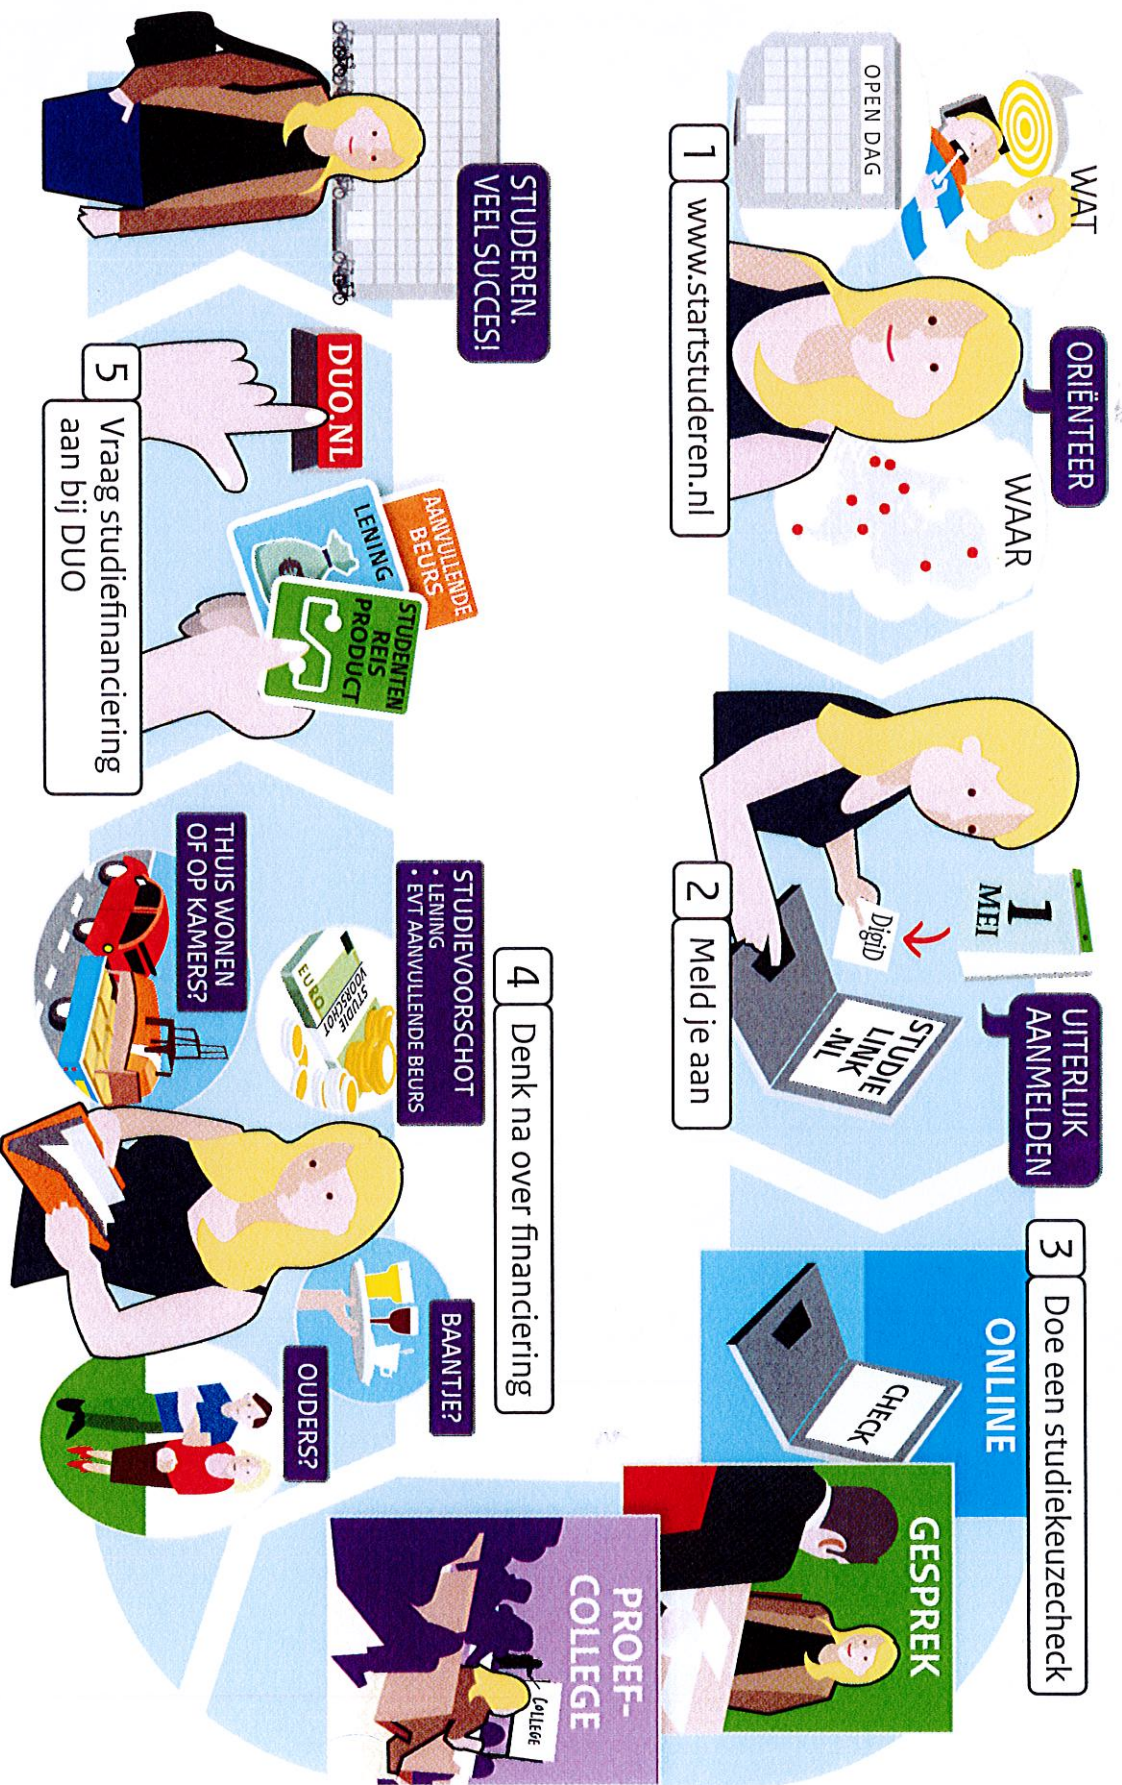 ORIËNTEER
WAT
WAAR
OPEN DAG
1
www.startstuderen.nl
UITERLIJK
AANMELDEN
1
MEI
DigiD
STUDIE
LINK
.NL
2
Meld je aan
3
Doe een studiekeuzecheck
ONLINE
CHECK
GESPREK
PROEF-
COLLEGE
COLLEGE
4
Denk na over financiering
STUDIEVOORSCHOT
• LENING
• EVT AANVULLENDE BEURS
EURO
STUDIE
VOORSCHOT
THUIS WONEN
OF OP KAMERS?
BAANTJE?
OUDERS?
AANVULLENDE
BEURS
LENING
STUDENTEN
REIS
PRODUCT
DUO.NL
5
Vraag studiefinanciering
aan bij DUO
STUDEREN.
VEEL SUCCES!